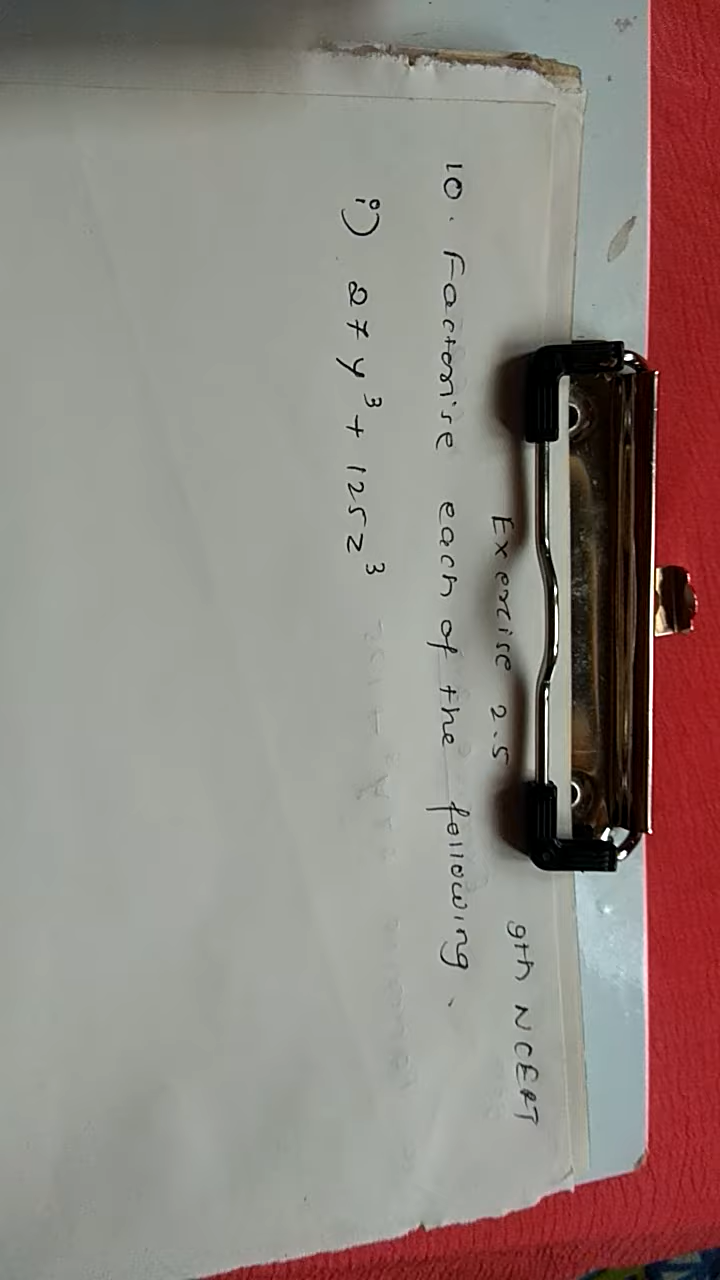 9th NCERT
Exercise 2.5
10. Factorise each of the following.
i) 27y³ + 125z³